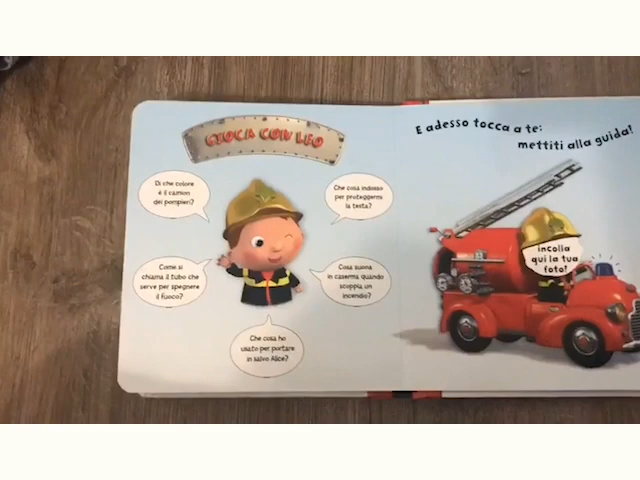 GIOCA CON LEO
Di che colore
è il camion
dei pompieri?
Che cosa indosso
per proteggermi
la testa?
Come si
chiama il tubo che
serve per spegnere
il fuoco?
Cosa suona
in caserma quando
scoppia un
incendio?
Che cosa ho
usato per portare
in salvo Alice?
E adesso tocca a te:
mettiti alla guida!
incolla
qui la tua
foto!